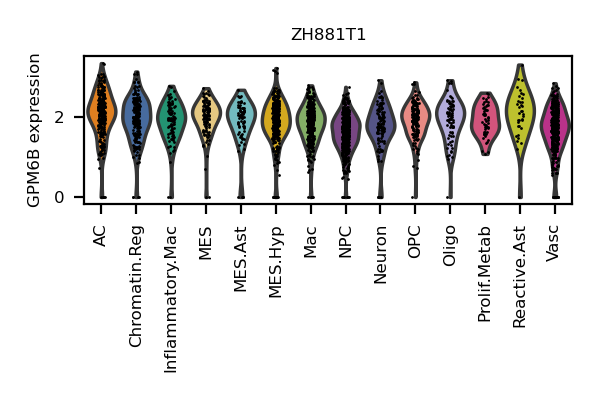 ZH881T1
GPM6B expression
2
0
AC
Chromatin.Reg
Inflammatory.Mac
MES
MES.Ast
MES.Hyp
Mac
NPC
Neuron
OPC
Oligo
Prolif.Metab
Reactive.Ast
Vasc